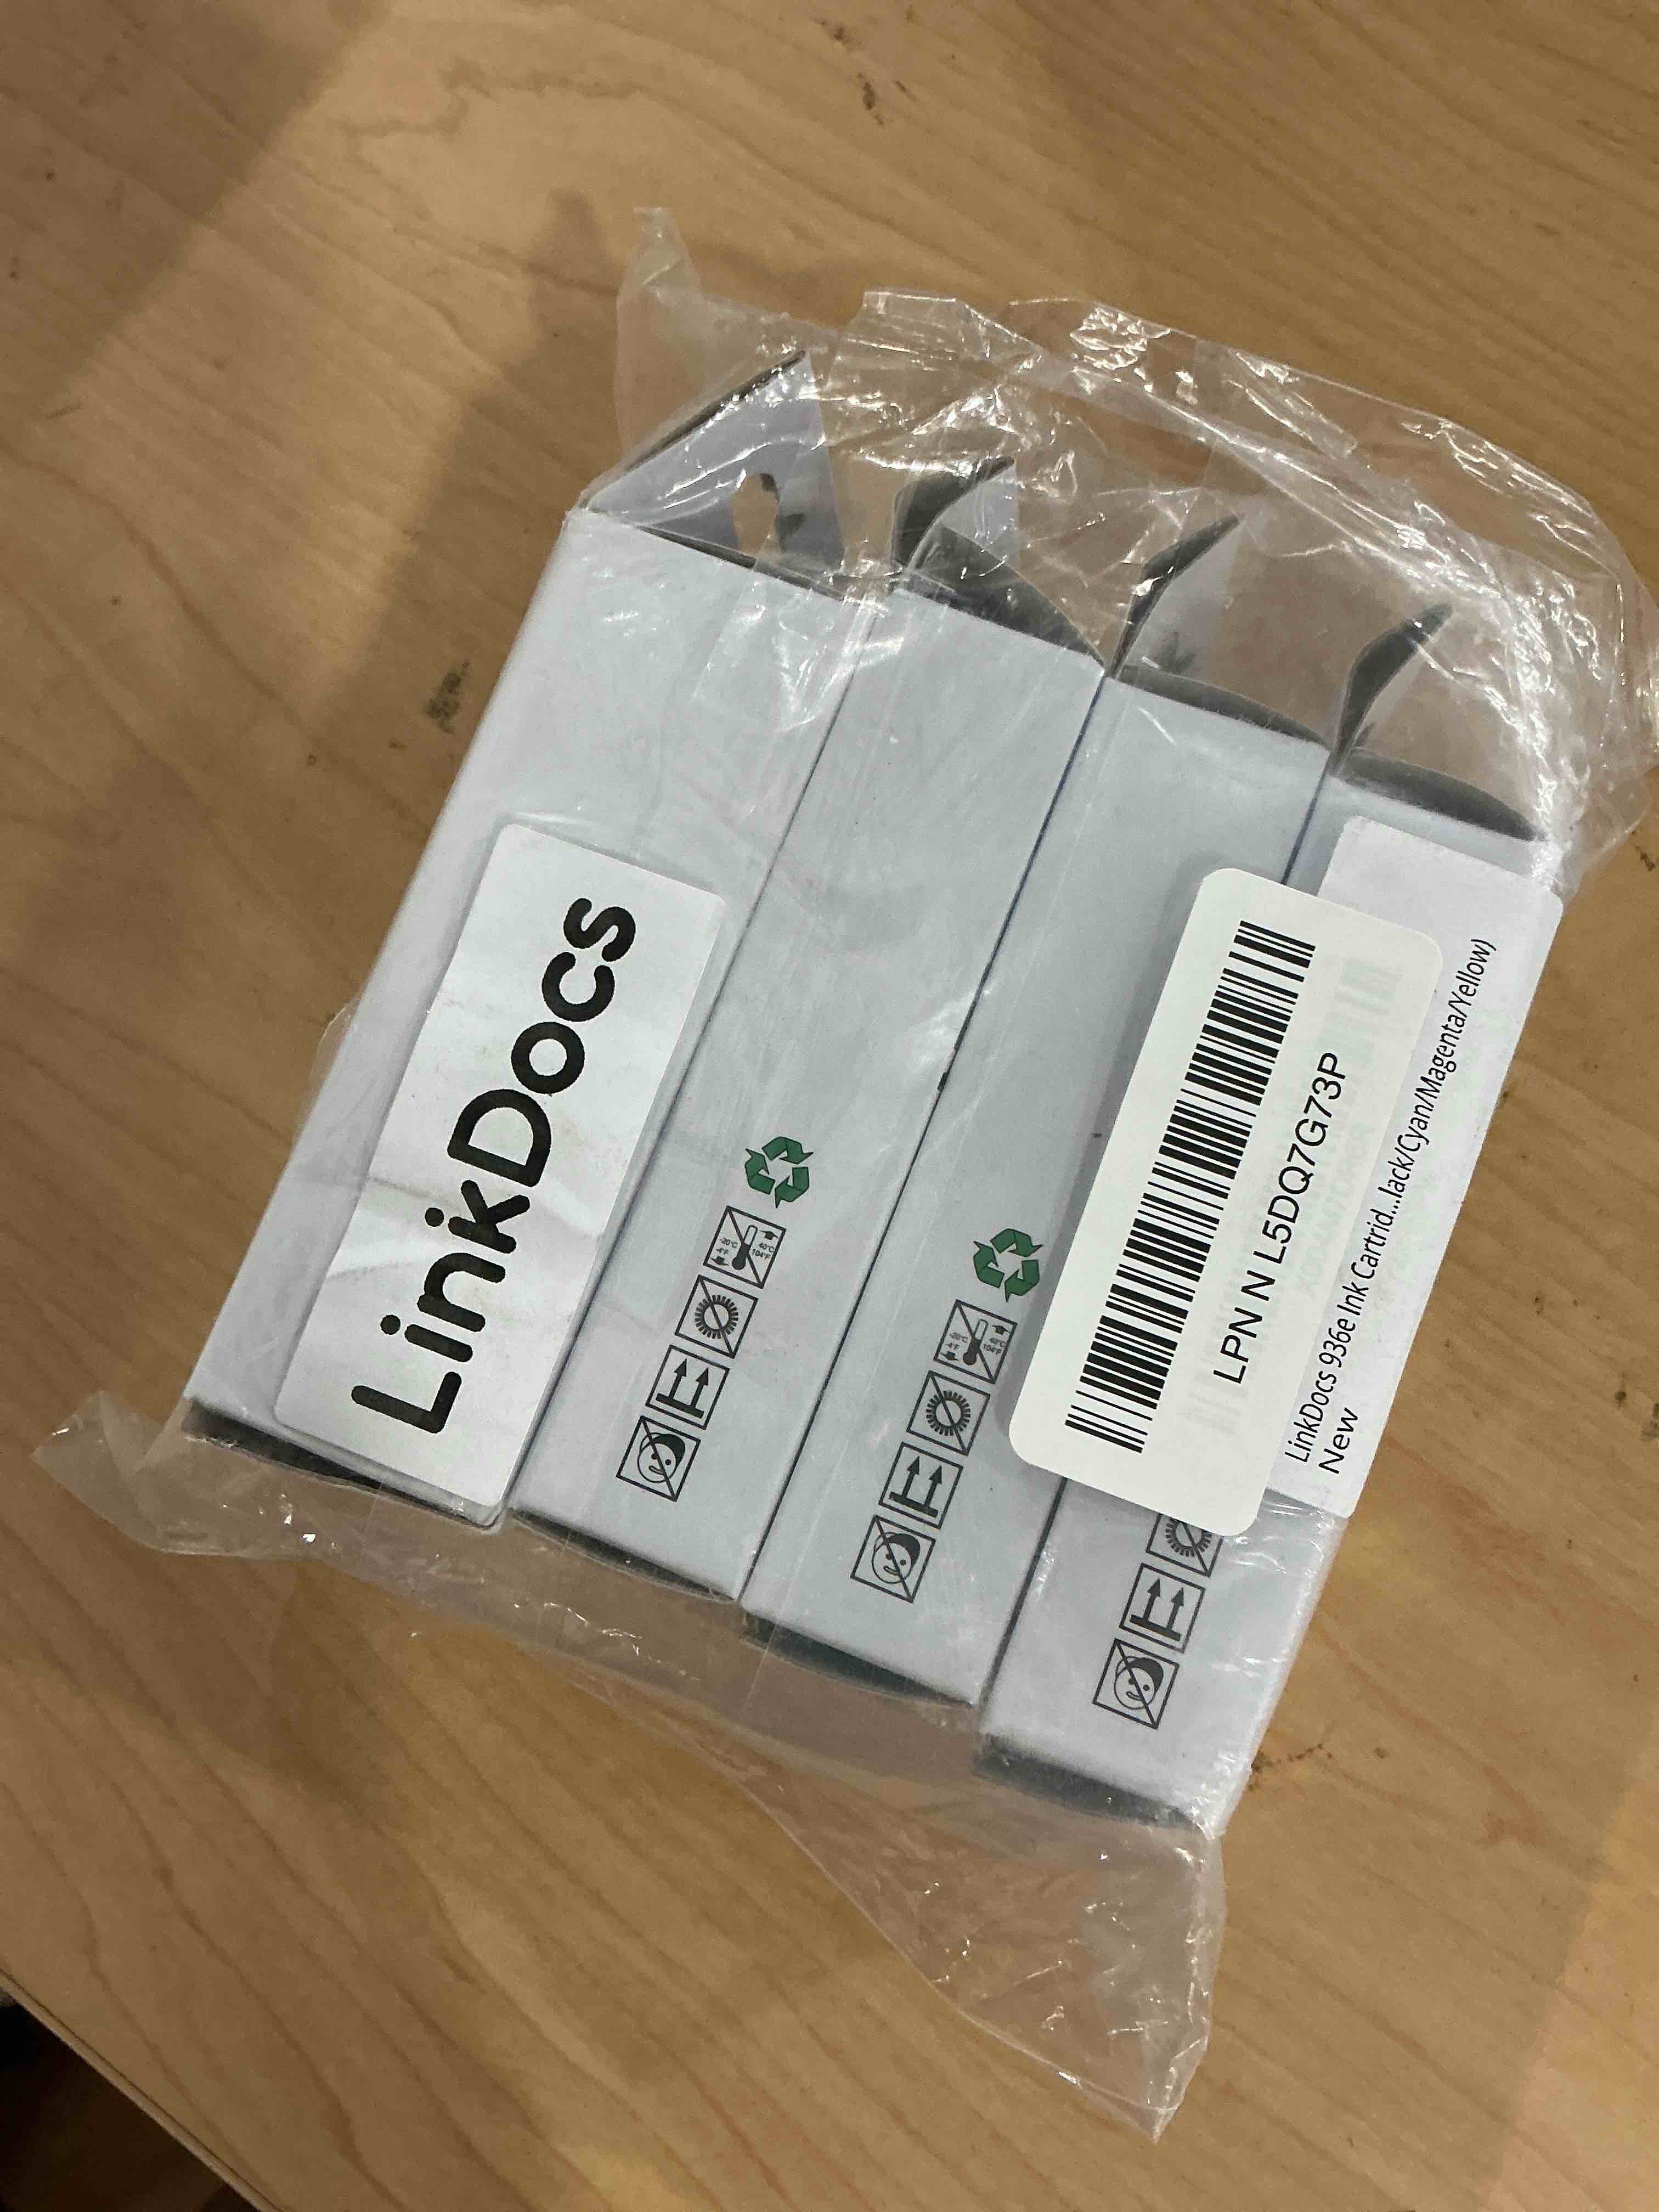 LinkDocs
-20°C
-4°F
40°C
104°F
-20°C
-4°F
40°C
104°F
LPN N L5DQ7G73P
LinkDocs 936e Ink Cartrid...lack/Cyan/Magenta/Yellow)
New